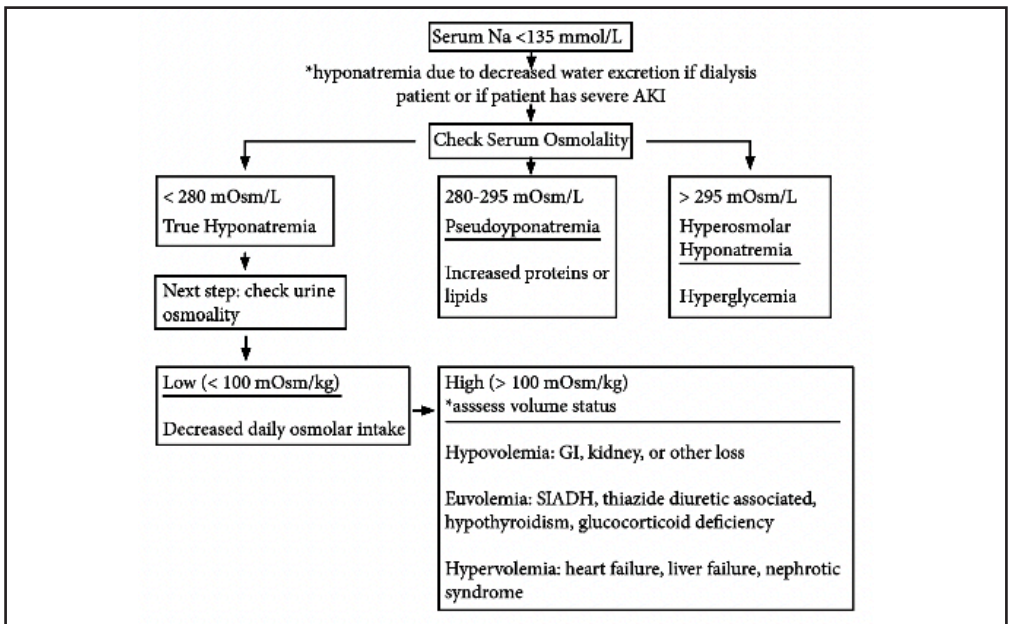 Serum Na <135 mmol/L
*hyponatremia due to decreased water excretion if dialysis
patient or if patient has severe AKI
Check Serum Osmolality
< 280 mOsm/L
True Hyponatremia
280-295 mOsm/L
Pseudoyponatremia
Increased proteins or
lipids
> 295 mOsm/L
Hyperosmolar
Hyponatremia
Hyperglycemia
Next step: check urine
osmoality
Low (< 100 mOsm/kg)
Decreased daily osmolar intake
High (> 100 mOsm/kg)
*asssess volume status
Hypovolemia: GI, kidney, or other loss
Euvolemia: SIADH, thiazide diuretic associated,
hypothyroidism, glucocorticoid deficiency
Hypervolemia: heart failure, liver failure, nephrotic
syndrome